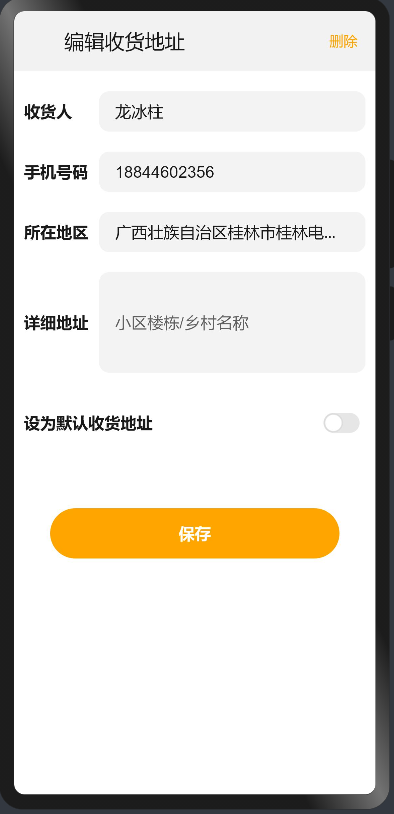 编辑收货地址 删除
收货人 龙冰柱
手机号码 18844602356
所在地区 广西壮族自治区桂林市桂林电...
详细地址 小区楼栋/乡村名称
设为默认收货地址
保存